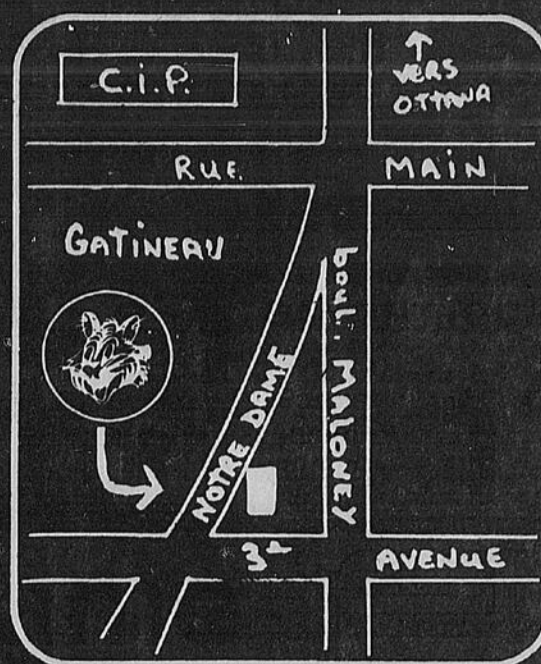 C.i.P.
↑
VERS
OTTAWA
RUE MAIN
GATINEAU
NOTRE DAME
boul. MALONEY
3e AVENUE